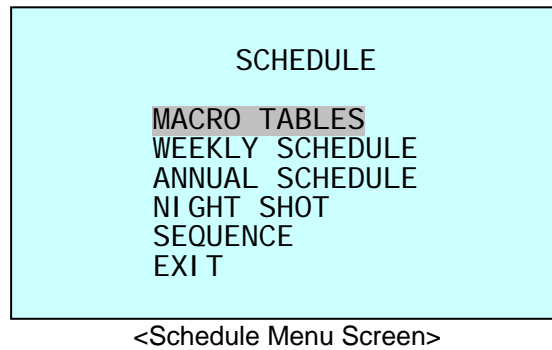 SCHEDULE
MACRO TABLES
WEEKLY SCHEDULE
ANNUAL SCHEDULE
NIGHT SHOT
SEQUENCE
EXIT
<Schedule Menu Screen>